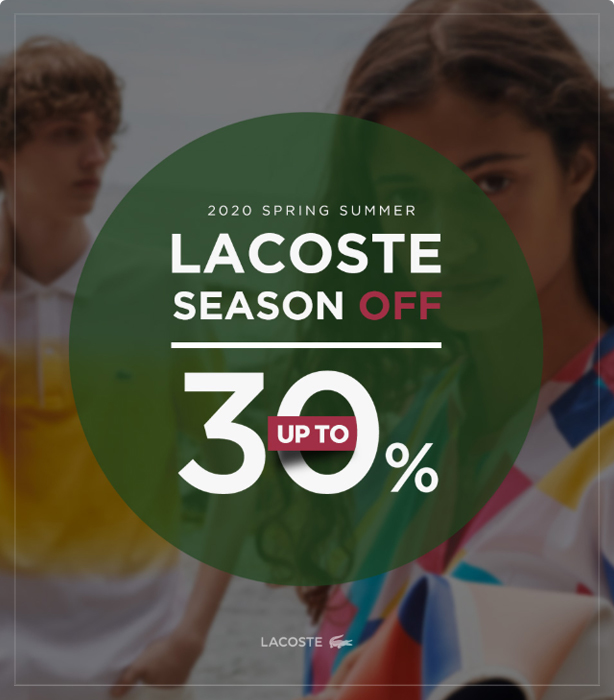 2020 SPRING SUMMER
LACOSTE
SEASON OFF
UP TO
30%
LACOSTE